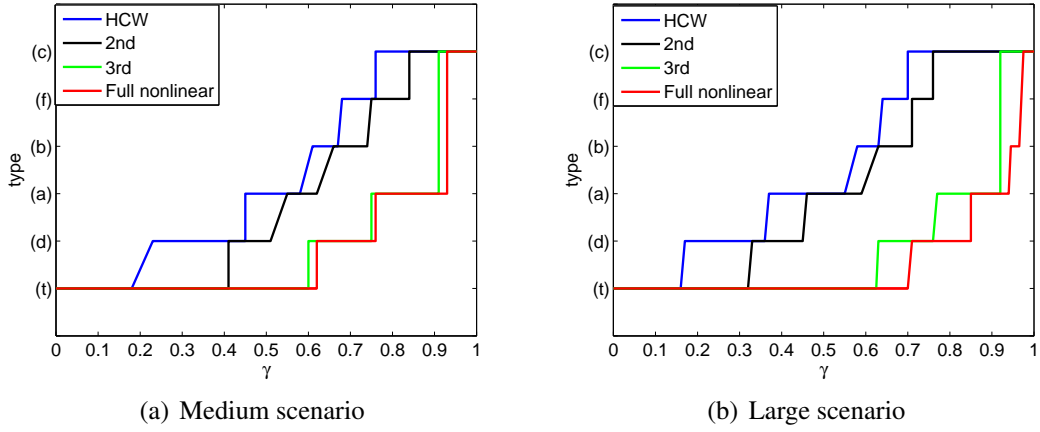 HCW
2nd
3rd
Full nonlinear
(c)
(f)
(b)
(a)
(d)
(t)
type
0 0.1 0.2 0.3 0.4 0.5 0.6 0.7 0.8 0.9 1
γ
(a) Medium scenario
HCW
2nd
3rd
Full nonlinear
(c)
(f)
(b)
(a)
(d)
(t)
type
0 0.1 0.2 0.3 0.4 0.5 0.6 0.7 0.8 0.9 1
γ
(b) Large scenario